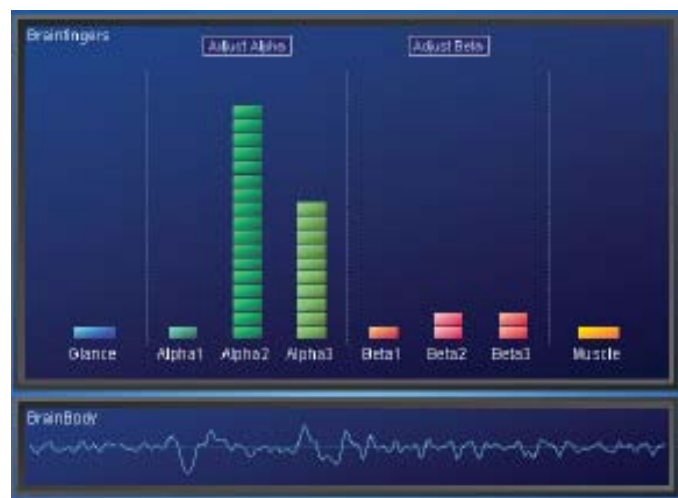 Brainfingers
Adjust Alpha Adjust Beta
Glance Alpha1 Alpha2 Alpha3 Beta1 Beta2 Beta3 Muscle
BrainBody